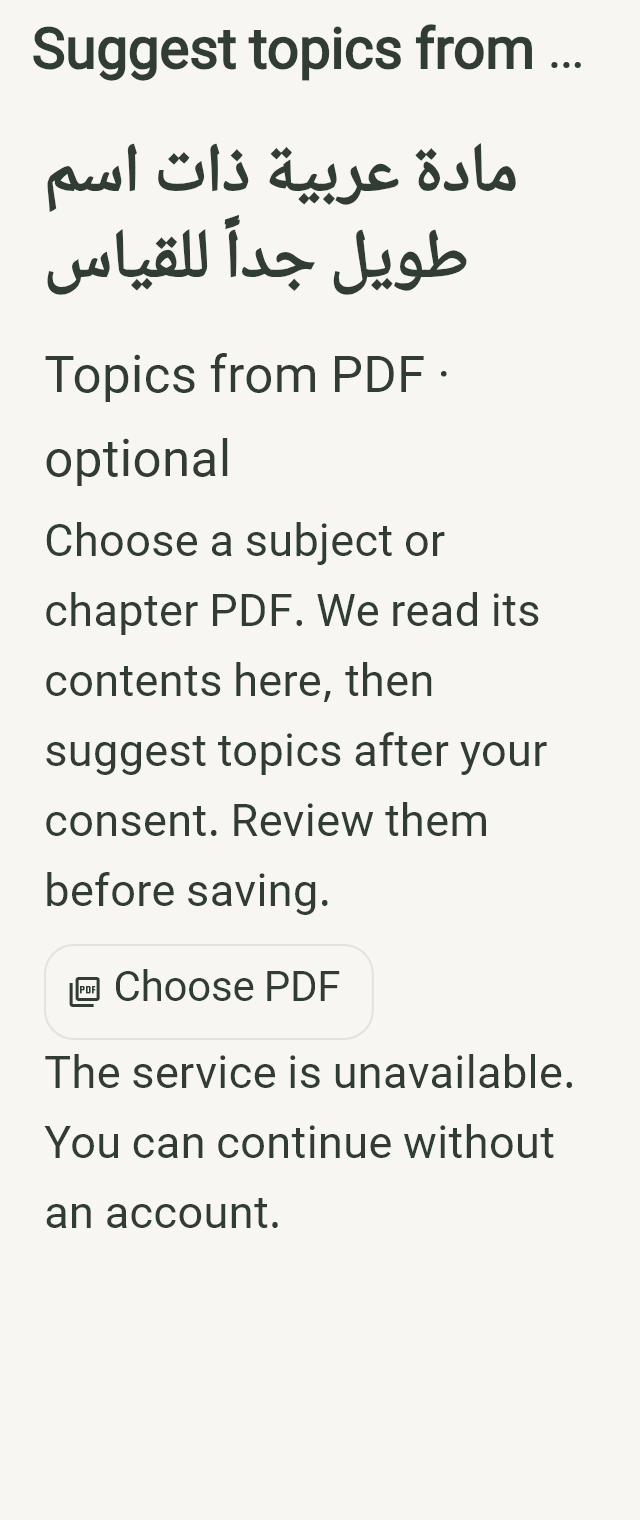 Suggest topics from ...
مادة عربية ذات اسم
طويل جداً للقياس
Topics from PDF ·
optional
Choose a subject or
chapter PDF. We read its
contents here, then
suggest topics after your
consent. Review them
before saving.
PDF Choose PDF
The service is unavailable.
You can continue without
an account.